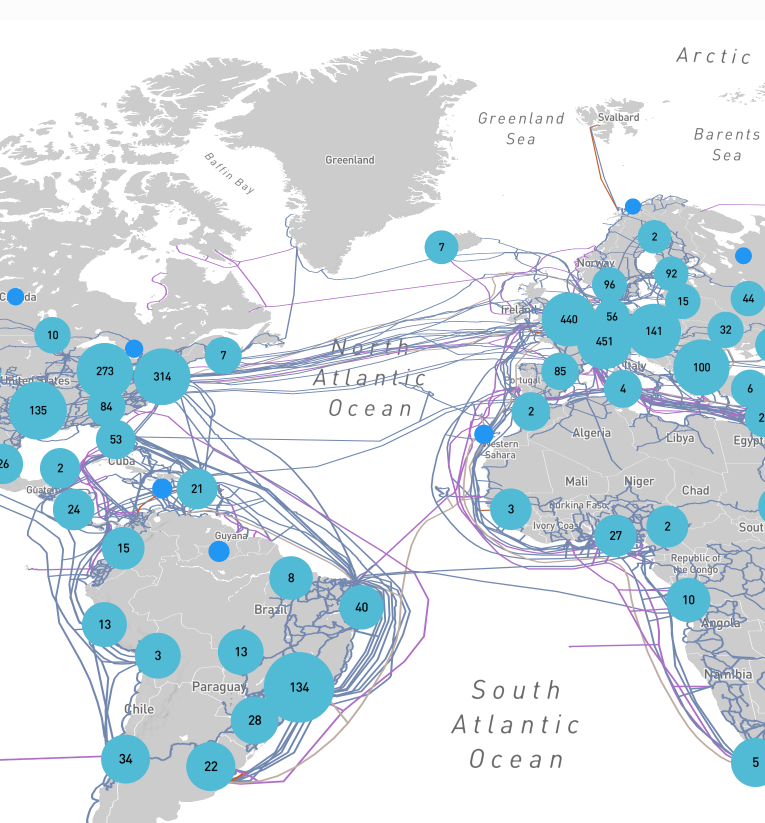 Arctic
Greenland
Sea
Svalbard
Barents
Sea
Greenland
Baffin Bay
7
2
Norway
92
96
15
44
Ireland
440
56
451
141
32
10
7
North
Atlantic
Ocean
273
314
United States
135
84
85
Italy
100
6
Portugal
4
2
53
Cuba
26
2
21
24
Western
Sahara
Algeria
Libya
Egypt
2
Mali
Niger
Chad
3
Burkina Faso
Ivory Coa
27
2
Sout
Guyana
15
8
Brazil
40
Republic of
the Congo
10
Angola
13
3
13
Paraguay
134
28
Chile
South
Atlantic
Ocean
Namibia
34
22
5